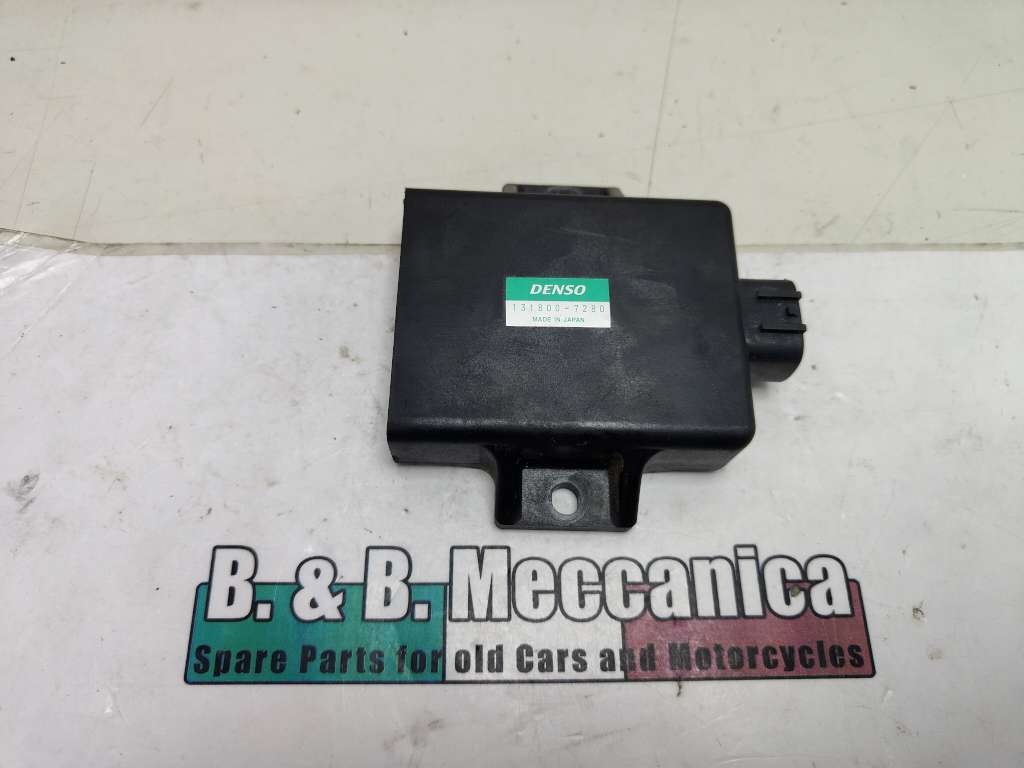 DENSO
131800-7280
MADE IN JAPAN
B. & B. Meccanica
Spare Parts for old Cars and Motorcycles